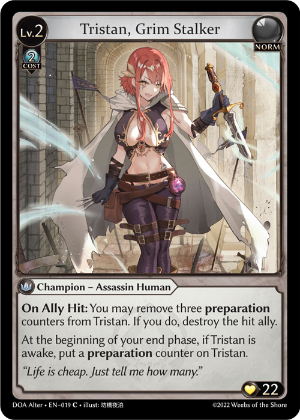 Lv.2
Tristan, Grim Stalker
NORM
2
COST
Champion – Assassin Human
On Ally Hit: You may remove three preparation
counters from Tristan. If you do, destroy the hit ally.
At the beginning of your end phase, if Tristan is
awake, put a preparation counter on Tristan.
"Life is cheap. Just tell me how many."
22
DOA Alter • EN-019 C • illust:
©2022 Weebs of the Shore